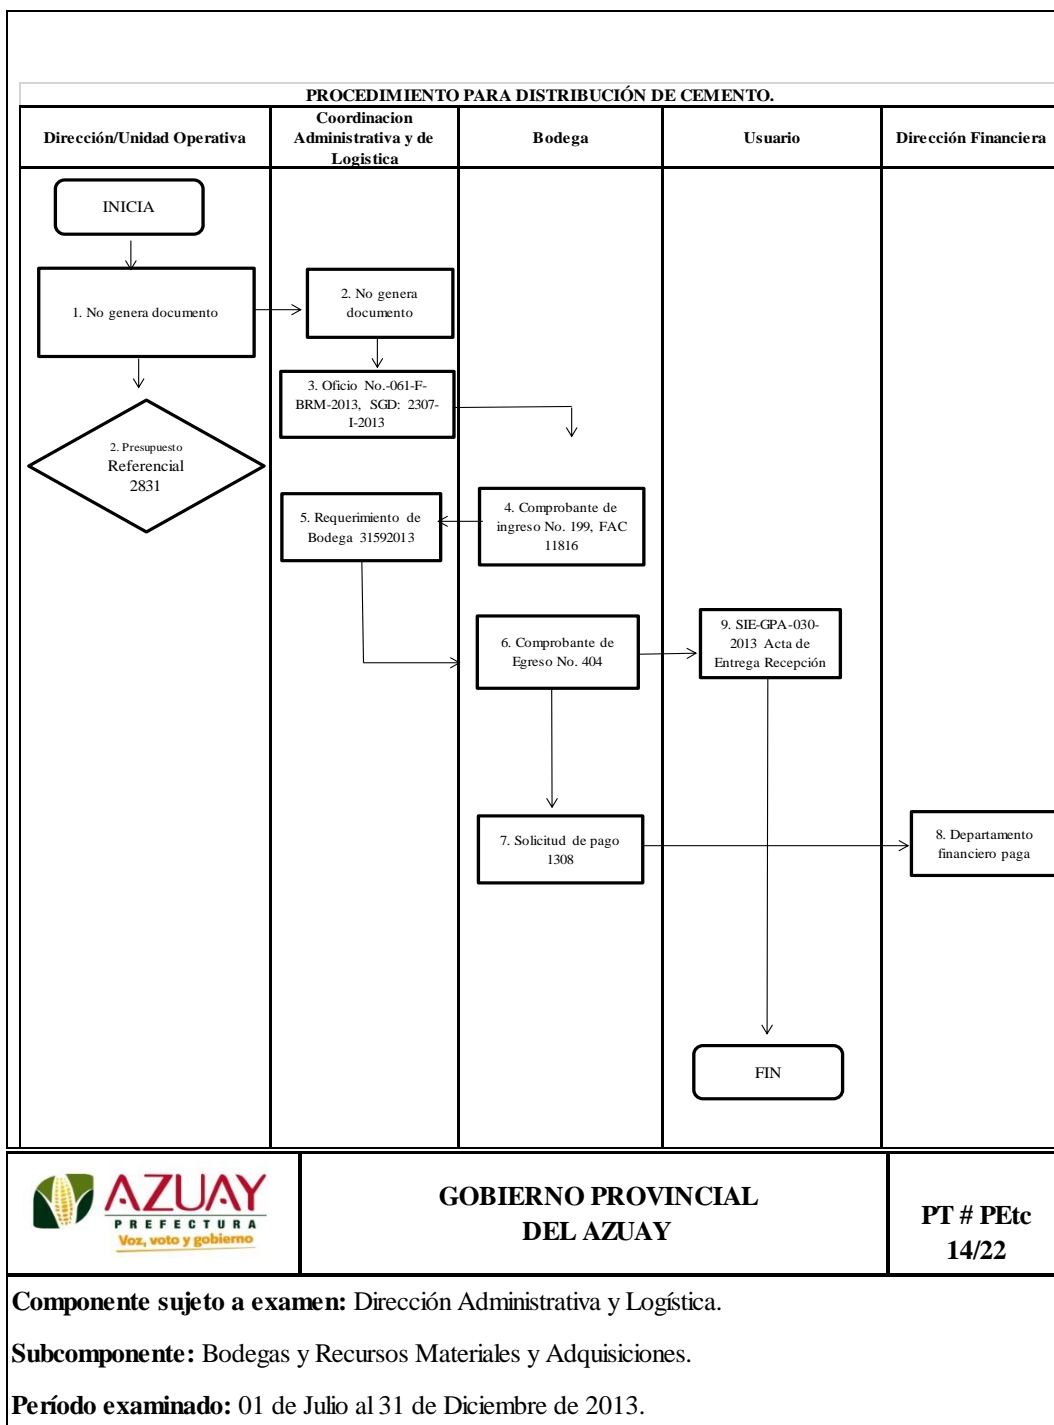 PROCEDIMIENTO PARA DISTRIBUCIÓN DE CEMENTO.
Dirección/Unidad Operativa
Coordinacion
Administrativa y de
Logistica
Bodega
Usuario
Dirección Financiera
INICIA
1. No genera documento
2. No genera
documento
3. Oficio No.-061-F-
BRM-2013, SGD: 2307-
I-2013
2. Presupuesto
Referencial
2831
4. Comprobante de
ingreso No. 199, FAC
11816
5. Requerimiento de
Bodega 31592013
6. Comprobante de
Egreso No. 404
9. SIE-GPA-030-
2013 Acta de
Entrega Recepción
7. Solicitud de pago
1308
8. Departamento
financiero paga
FIN
AZUAY
PREFECTURA
Voz, voto y gobierno
GOBIERNO PROVINCIAL
DEL AZUAY
PT # PEtc
14/22
Componente sujeto a examen: Dirección Administrativa y Logística.
Subcomponente: Bodegas y Recursos Materiales y Adquisiciones.
Período examinado: 01 de Julio al 31 de Diciembre de 2013.